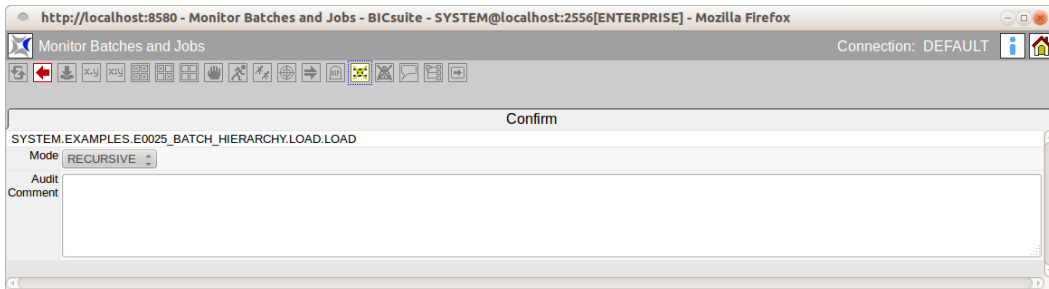 http://localhost:8580 - Monitor Batches and Jobs - BICsuite - SYSTEM@localhost:2556[ENTERPRISE] - Mozilla Firefox
Monitor Batches and Jobs Connection: DEFAULT
x.y x:y RIP
Confirm
SYSTEM.EXAMPLES.E0025_BATCH_HIERARCHY.LOAD.LOAD
Mode RECURSIVE
Audit
Comment